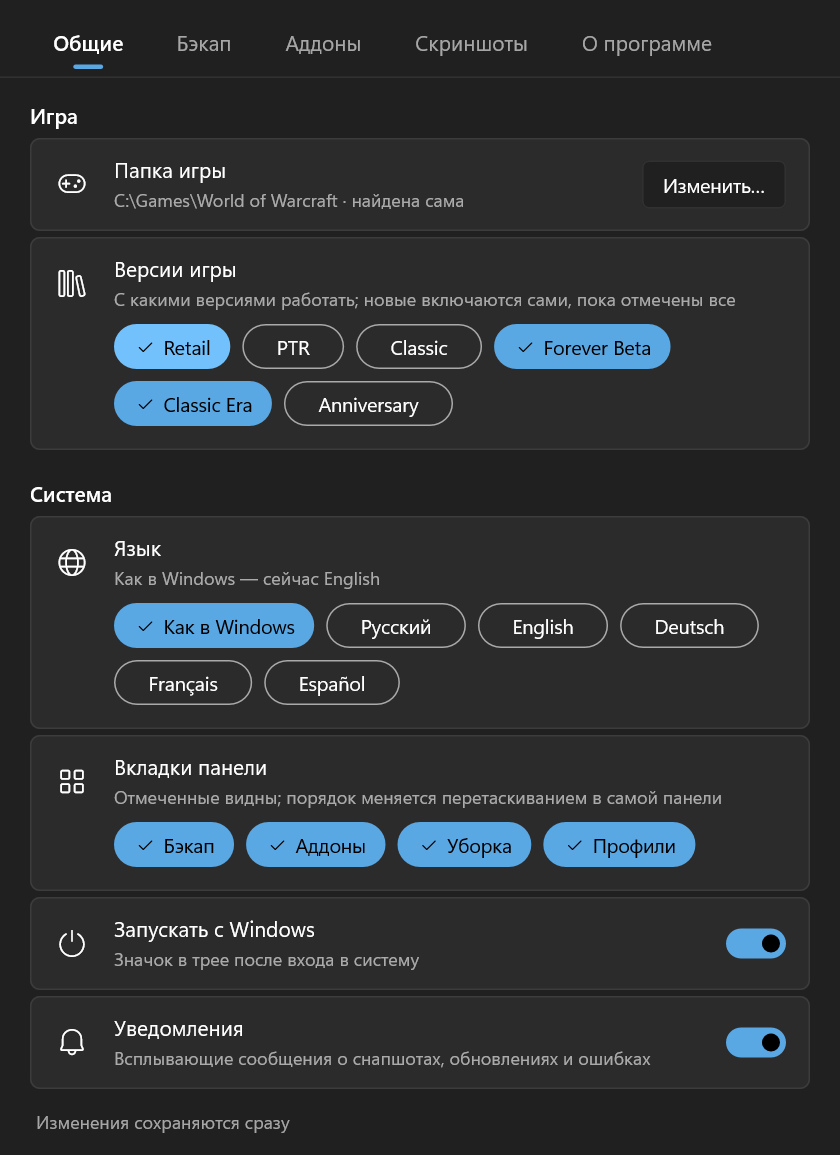 Общие Бэкап Аддоны Скриншоты О программе
Игра
Папка игры
C:\Games\World of Warcraft · найдена сама
Изменить...
Версии игры
С какими версиями работать; новые включаются сами, пока отмечены все
Retail PTR Classic Forever Beta
Classic Era Anniversary
Система
Язык
Как в Windows — сейчас English
Как в Windows Русский English Deutsch
Français Español
Вкладки панели
Отмеченные видны; порядок меняется перетаскиванием в самой панели
Бэкап Аддоны Уборка Профили
Запускать с Windows
Значок в трее после входа в систему
Уведомления
Всплывающие сообщения о снапшотах, обновлениях и ошибках
Изменения сохраняются сразу